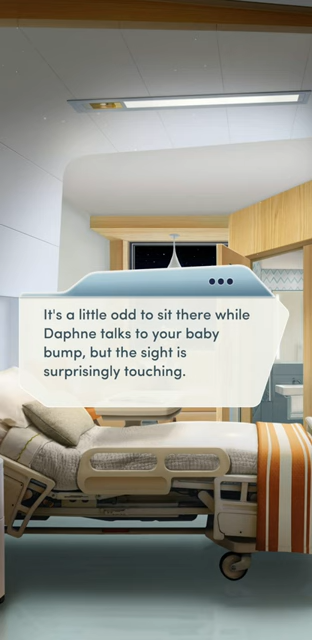 It's a little odd to sit there while
Daphne talks to your baby
bump, but the sight is
surprisingly touching.